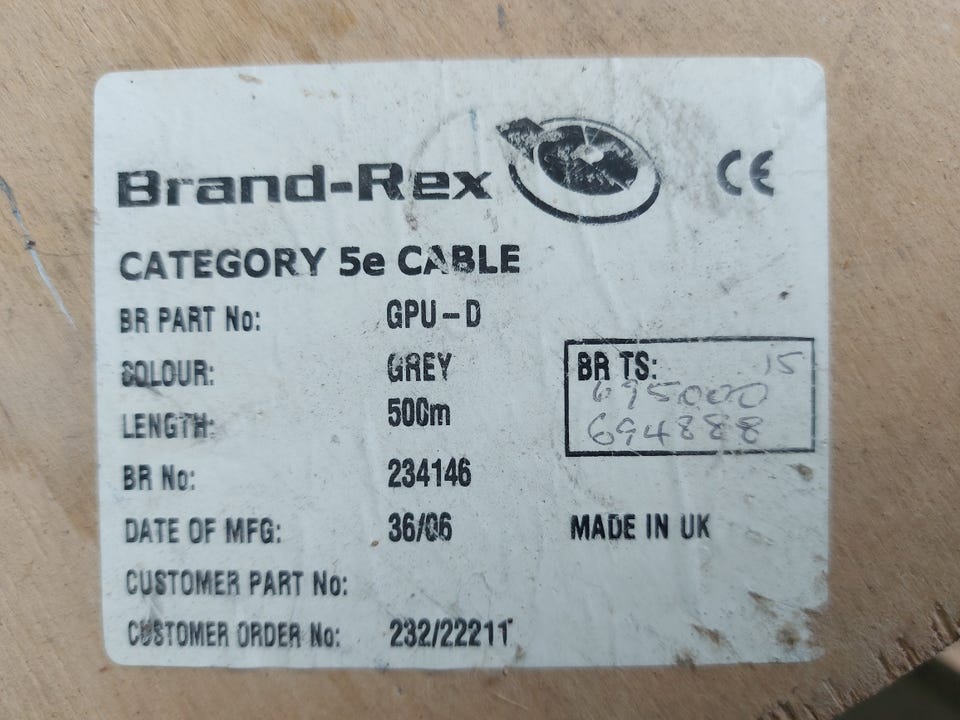 Brand-Rex CE
CATEGORY 5e CABLE
BR PART No: GPU-D
COLOUR: GREY
LENGTH: 500m
BR TS: 15
695000
694888
BR No: 234146
DATE OF MFG: 36/06 MADE IN UK
CUSTOMER PART No:
CUSTOMER ORDER No: 232/22211